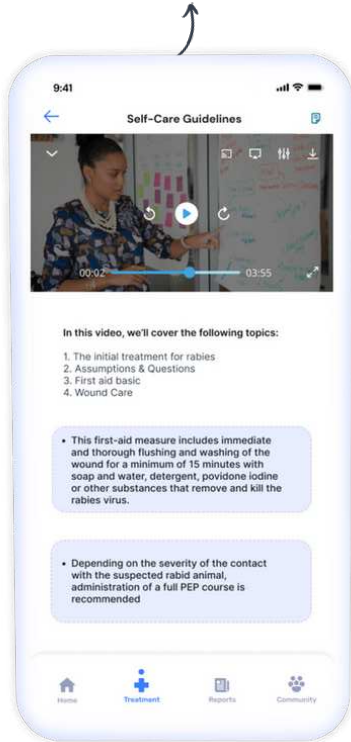 9:41
Self-Care Guidelines
00:02
03:55
In this video, we'll cover the following topics:
1. The initial treatment for rabies
2. Assumptions & Questions
3. First aid basic
4. Wound Care
• This first-aid measure includes immediate
and thorough flushing and washing of the
wound for a minimum of 15 minutes with
soap and water, detergent, povidone iodine
or other substances that remove and kill the
rabies virus.
• Depending on the severity of the contact
with the suspected rabid animal,
administration of a full PEP course is
recommended
Home
Treatment
Reports
Community